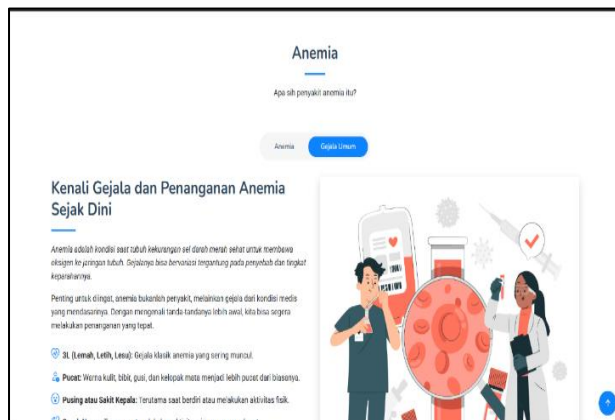 Anemia
Apa sih penyakit anemia itu?
Anemia
Gejala Umum
Kenali Gejala dan Penanganan Anemia
Sejak Dini
Anemia adalah kondisi saat tubuh kekurangan sel darah merah sehat untuk membawa
oksigen ke jaringan tubuh. Gejalanya bisa bervariasi tergantung pada penyebab dan tingkat
keparahannya.
Penting untuk diingat, anemia bukanlah penyakit, melainkan gejala dari kondisi medis
yang mendasarinya. Dengan mengenali tanda-tandanya lebih awal, kita bisa segera
melakukan penanganan yang tepat.
3L (Lemah, Letih, Lesu): Gejala klasik anemia yang sering muncul.
Pucat: Warna kulit, bibir, gusi, dan kelopak mata menjadi lebih pucat dari biasanya.
Pusing atau Sakit Kepala: Terutama saat berdiri atau melakukan aktivitas fisik.